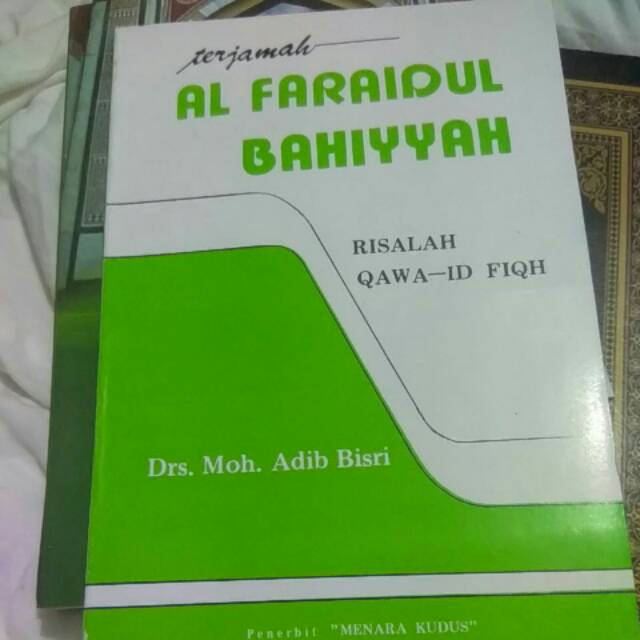 terjamah
AL FARAIDUL
BAHIYYAH
RISALAH
QAWA—ID FIQH
Drs. Moh. Adib Bisri
Penerbit "MENARA KUDUS"